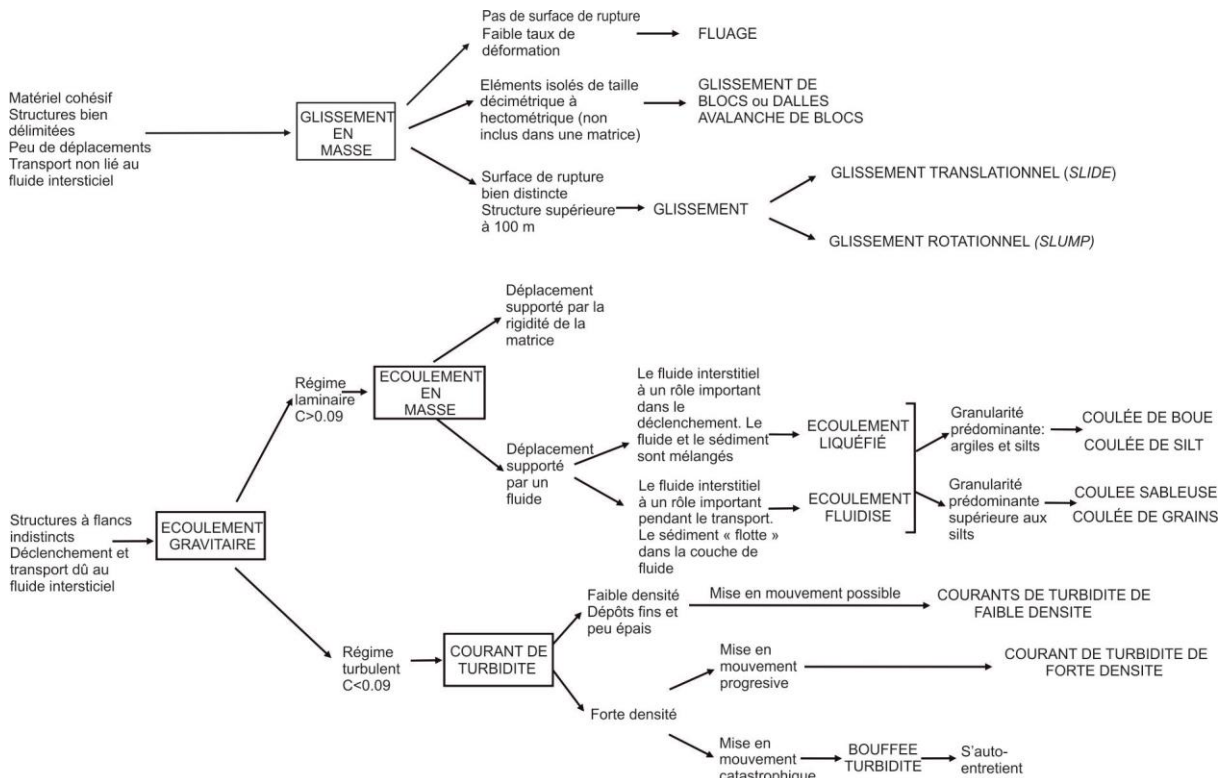 Matériel cohésif
Structures bien
délimitées
Peu de déplacements
Transport non lié au
fluide intersticiel
GLISSEMENT
EN
MASSE
Pas de surface de rupture
Faible taux de
déformation
FLUAGE
Eléments isolés de taille
décimétrique à
hectométrique (non
inclus dans une matrice)
GLISSEMENT DE
BLOCS ou DALLES
AVALANCHE DE BLOCS
Surface de rupture
bien distincte
Structure supérieure
à 100 m
GLISSEMENT
GLISSEMENT TRANSLATIONNEL (SLIDE)
GLISSEMENT ROTATIONNEL (SLUMP)
Structures à flancs
indistincts
Déclenchement et
transport dû au
fluide intersticiel
ECOULEMENT
GRAVITAIRE
Régime
laminaire
C>0.09
ECOULEMENT
EN
MASSE
Déplacement
supporté par la
rigidité de la
matrice
Déplacement
supporté
par un
fluide
Le fluide interstitiel
à un rôle important
dans le
déclenchement. Le
fluide et le sédiment
sont mélangés
ECOULEMENT
LIQUÉFIÉ
Le fluide interstitiel
à un rôle important
pendant le transport.
Le sédiment « flotte »
dans la couche de
fluide
ECOULEMENT
FLUIDISE
Granularité
prédominante:
argiles et silts
COULÉE DE BOUE
COULÉE DE SILT
Granularité
prédominante
supérieure aux
silts
COULEE SABLEUSE
COULÉE DE GRAINS
Régime
turbulent
C<0.09
COURANT DE
TURBIDITE
Faible densité
Dépôts fins et
peu épais
Mise en mouvement possible
COURANTS DE TURBIDITE DE
FAIBLE DENSITE
Forte densité
Mise en
mouvement
progresive
COURANT DE TURBIDITE DE
FORTE DENSITE
Mise en
mouvement
catastrophique
BOUFFEE
TURBIDITE
S'auto-
entretient